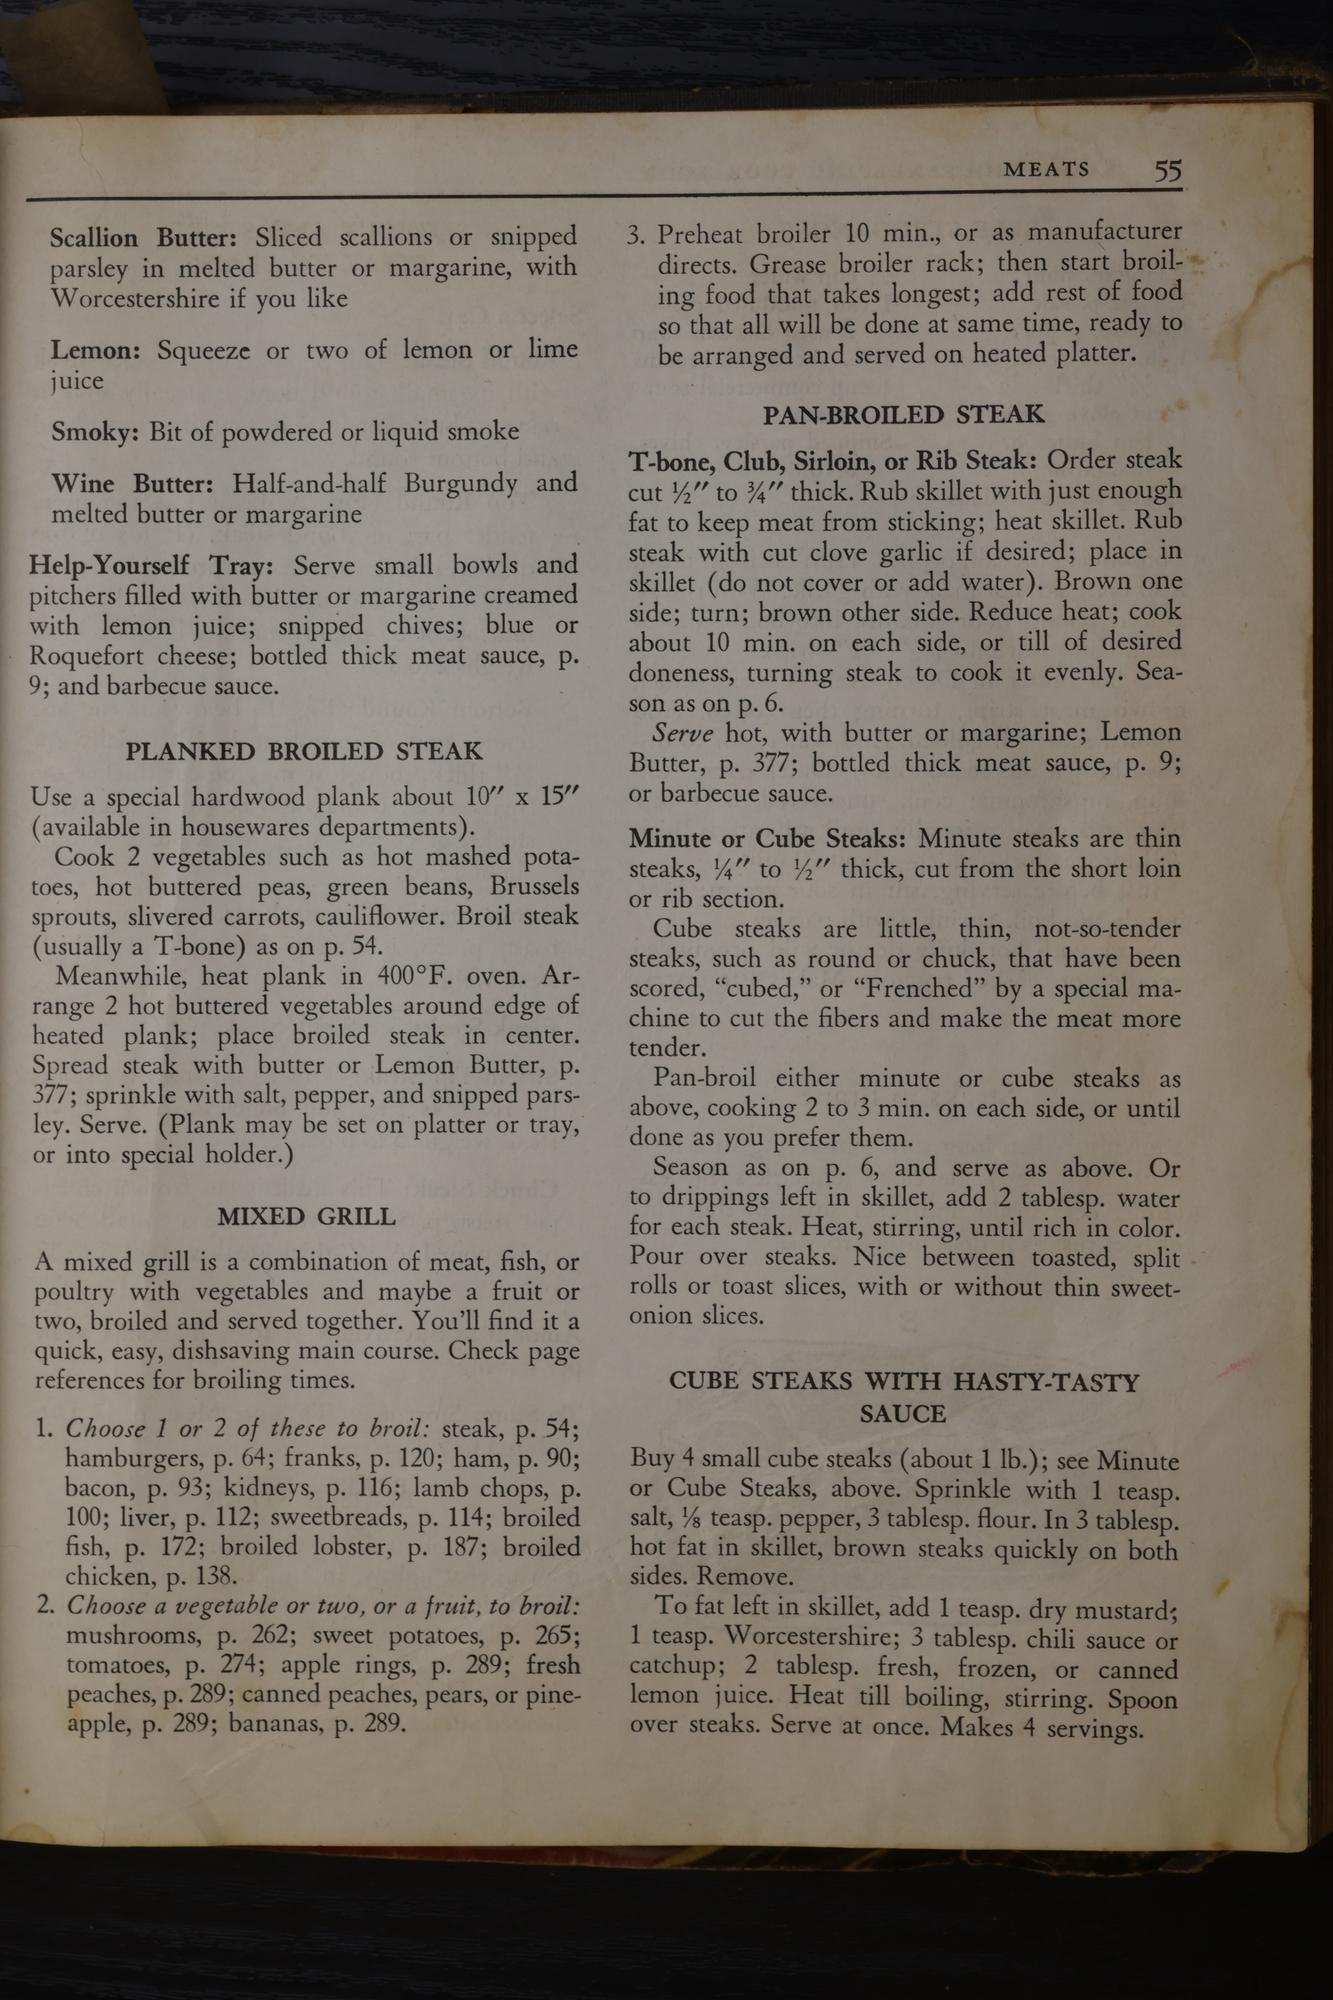 MEATS 55
Scallion Butter: Sliced scallions or snipped
parsley in melted butter or margarine, with
Worcestershire if you like
Lemon: Squeeze or two of lemon or lime
juice
Smoky: Bit of powdered or liquid smoke
Wine Butter: Half-and-half Burgundy and
melted butter or margarine
Help-Yourself Tray: Serve small bowls and
pitchers filled with butter or margarine creamed
with lemon juice; snipped chives; blue or
Roquefort cheese; bottled thick meat sauce, p.
9; and barbecue sauce.
PLANKED BROILED STEAK
Use a special hardwood plank about 10″ x 15″
(available in housewares departments).
Cook 2 vegetables such as hot mashed pota-
toes, hot buttered peas, green beans, Brussels
sprouts, slivered carrots, cauliflower. Broil steak
(usually a T-bone) as on p. 54.
Meanwhile, heat plank in 400°F. oven. Ar-
range 2 hot buttered vegetables around edge of
heated plank; place broiled steak in center.
Spread steak with butter or Lemon Butter, p.
377; sprinkle with salt, pepper, and snipped pars-
ley. Serve. (Plank may be set on platter or tray,
or into special holder.)
MIXED GRILL
A mixed grill is a combination of meat, fish, or
poultry with vegetables and maybe a fruit or
two, broiled and served together. You'll find it a
quick, easy, dishsaving main course. Check page
references for broiling times.
1. Choose 1 or 2 of these to broil: steak, p. 54;
hamburgers, p. 64; franks, p. 120; ham, p. 90;
bacon, p. 93; kidneys, p. 116; lamb chops, p.
100; liver, p. 112; sweetbreads, p. 114; broiled
fish, p. 172; broiled lobster, p. 187; broiled
chicken, p. 138.
2. Choose a vegetable or two, or a fruit, to broil:
mushrooms, p. 262; sweet potatoes, p. 265;
tomatoes, p. 274; apple rings, p. 289; fresh
peaches, p. 289; canned peaches, pears, or pine-
apple, p. 289; bananas, p. 289.
3. Preheat broiler 10 min., or as manufacturer
directs. Grease broiler rack; then start broil-
ing food that takes longest; add rest of food
so that all will be done at same time, ready to
be arranged and served on heated platter.
PAN-BROILED STEAK
T-bone, Club, Sirloin, or Rib Steak: Order steak
cut ½″ to ¾″ thick. Rub skillet with just enough
fat to keep meat from sticking; heat skillet. Rub
steak with cut clove garlic if desired; place in
skillet (do not cover or add water). Brown one
side; turn; brown other side. Reduce heat; cook
about 10 min. on each side, or till of desired
doneness, turning steak to cook it evenly. Sea-
son as on p. 6.
Serve hot, with butter or margarine; Lemon
Butter, p. 377; bottled thick meat sauce, p. 9;
or barbecue sauce.
Minute or Cube Steaks: Minute steaks are thin
steaks, ¼″ to ½″ thick, cut from the short loin
or rib section.
Cube steaks are little, thin, not-so-tender
steaks, such as round or chuck, that have been
scored, "cubed," or "Frenched" by a special ma-
chine to cut the fibers and make the meat more
tender.
Pan-broil either minute or cube steaks as
above, cooking 2 to 3 min. on each side, or until
done as you prefer them.
Season as on p. 6, and serve as above. Or
to drippings left in skillet, add 2 tablesp. water
for each steak. Heat, stirring, until rich in color.
Pour over steaks. Nice between toasted, split
rolls or toast slices, with or without thin sweet-
onion slices.
CUBE STEAKS WITH HASTY-TASTY
SAUCE
Buy 4 small cube steaks (about 1 lb.); see Minute
or Cube Steaks, above. Sprinkle with 1 teasp.
salt, ⅛ teasp. pepper, 3 tablesp. flour. In 3 tablesp.
hot fat in skillet, brown steaks quickly on both
sides. Remove.
To fat left in skillet, add 1 teasp. dry mustard;
1 teasp. Worcestershire; 3 tablesp. chili sauce or
catchup; 2 tablesp. fresh, frozen, or canned
lemon juice. Heat till boiling, stirring. Spoon
over steaks. Serve at once. Makes 4 servings.